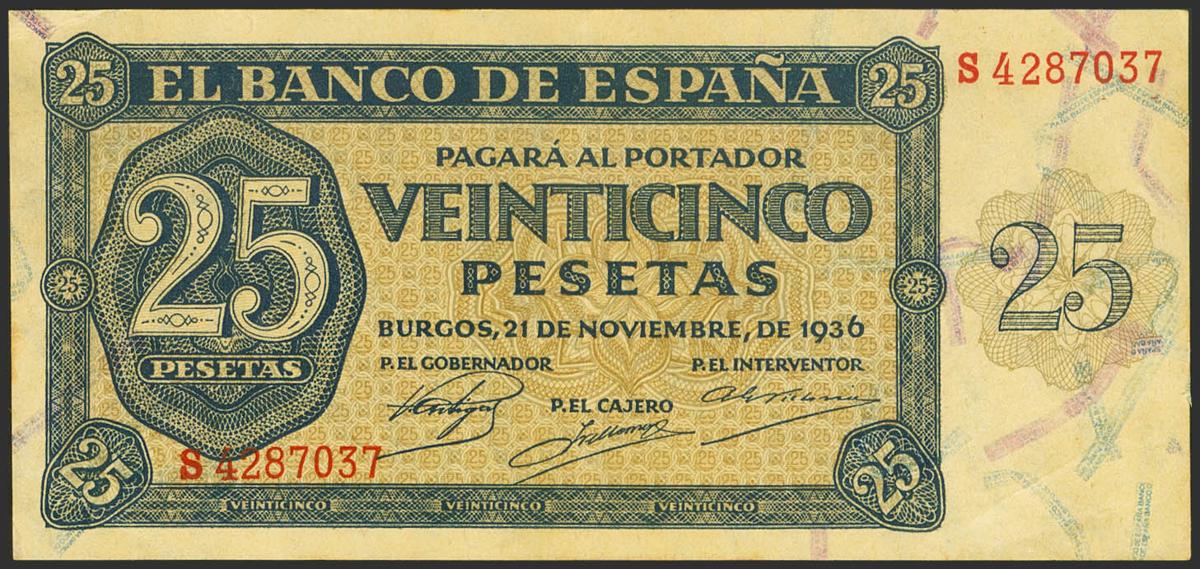 25 EL BANCO DE ESPAÑA 25
S 4287037
PAGARÁ AL PORTADOR
VEINTICINCO
PESETAS
25
PESETAS
25
25
25
BURGOS, 21 DE NOVIEMBRE, DE 1936
P. EL GOBERNADOR
P. EL INTERVENTOR
P. EL CAJERO
S 4287037
25
25
VEINTICINCO VEINTICINCO VEINTICINCO